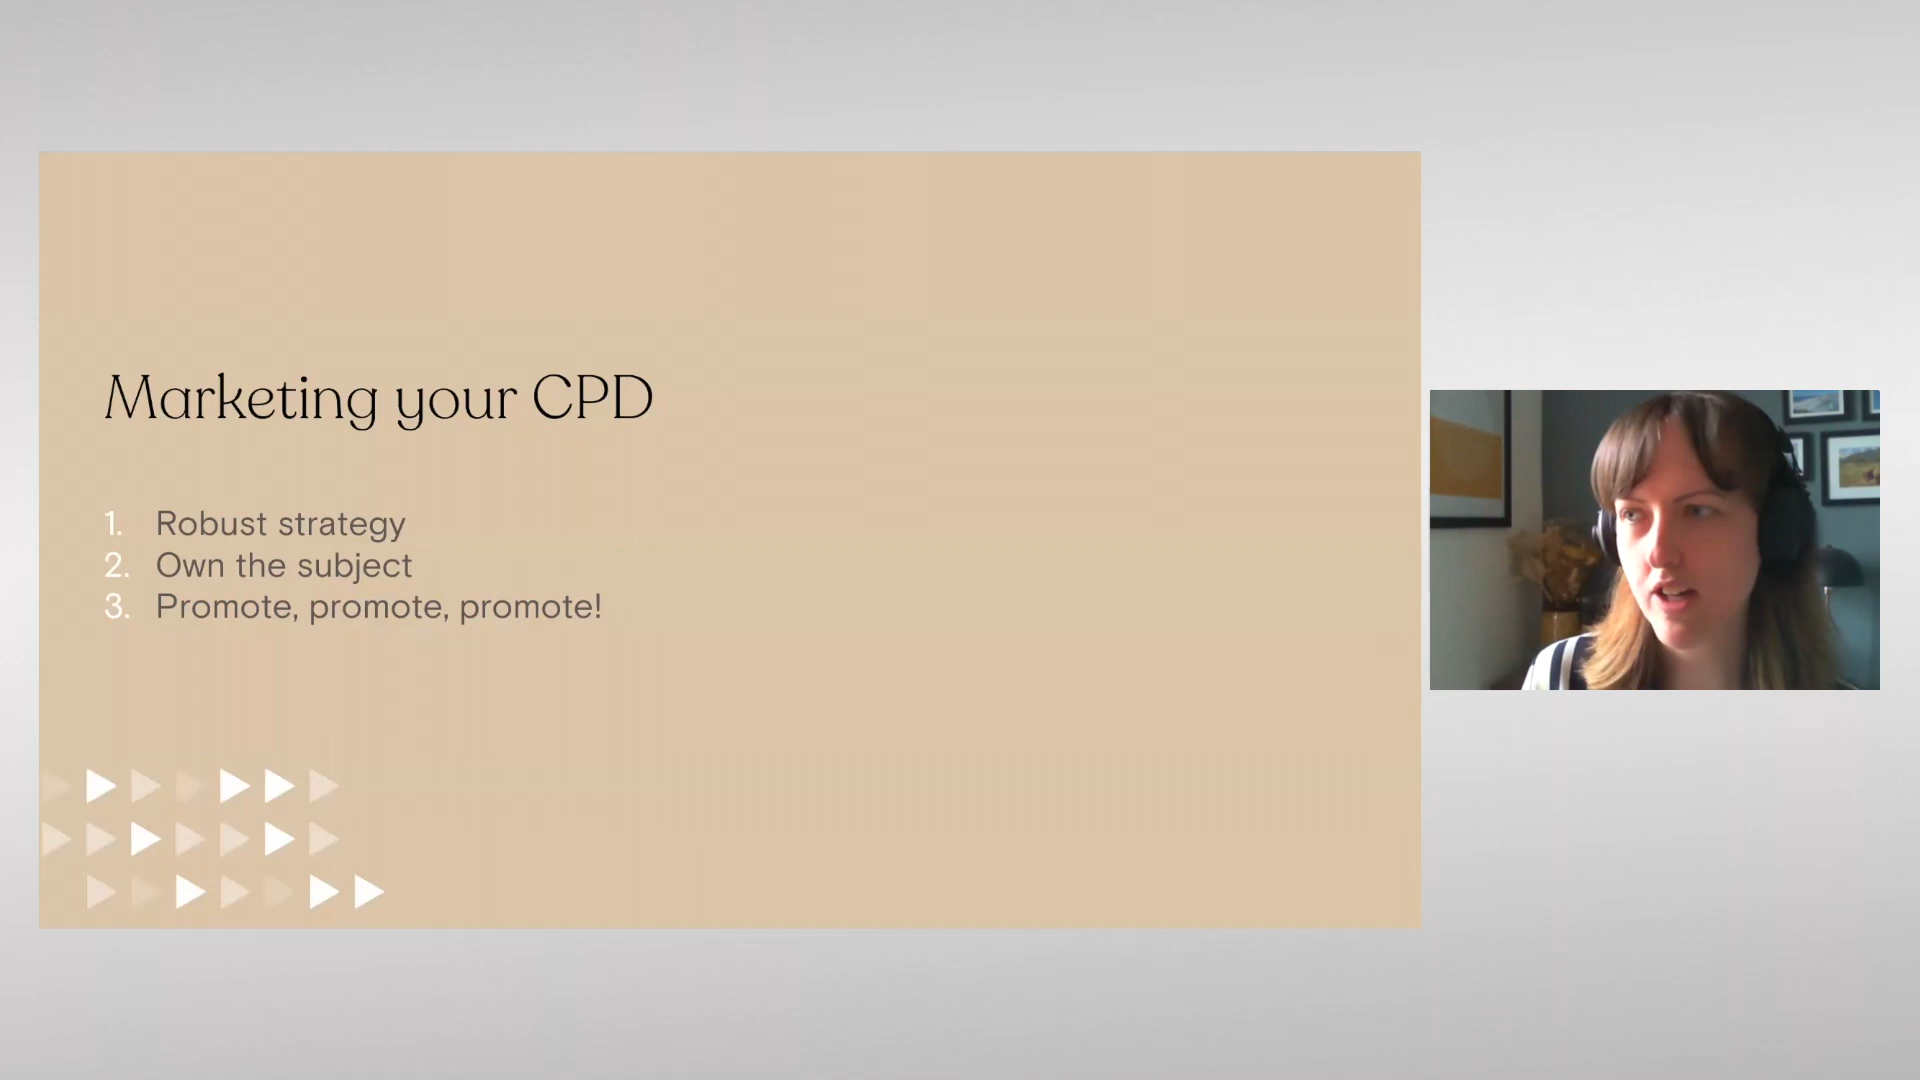 Marketing your CPD
1. Robust strategy
2. Own the subject
3. Promote, promote, promote!